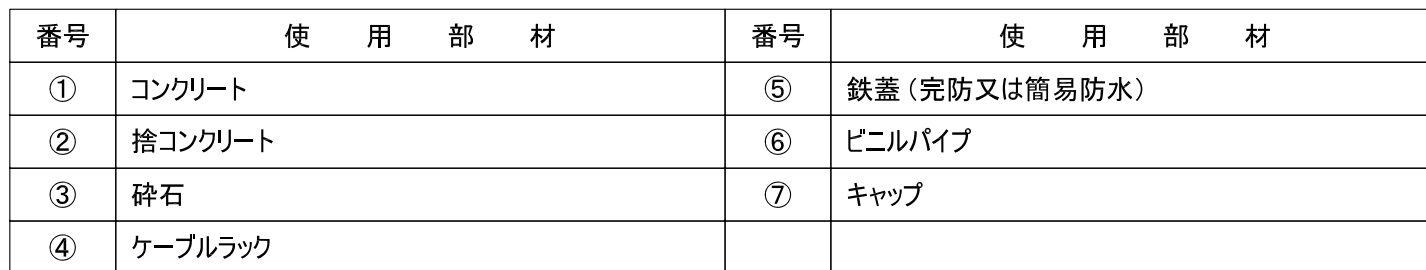 番号 使用部材 番号 使用部材
① コンクリート ⑤ 鉄蓋（完防又は簡易防水）
② 捨コンクリート ⑥ ビニルパイプ
③ 砕石 ⑦ キャップ
④ ケーブルラック